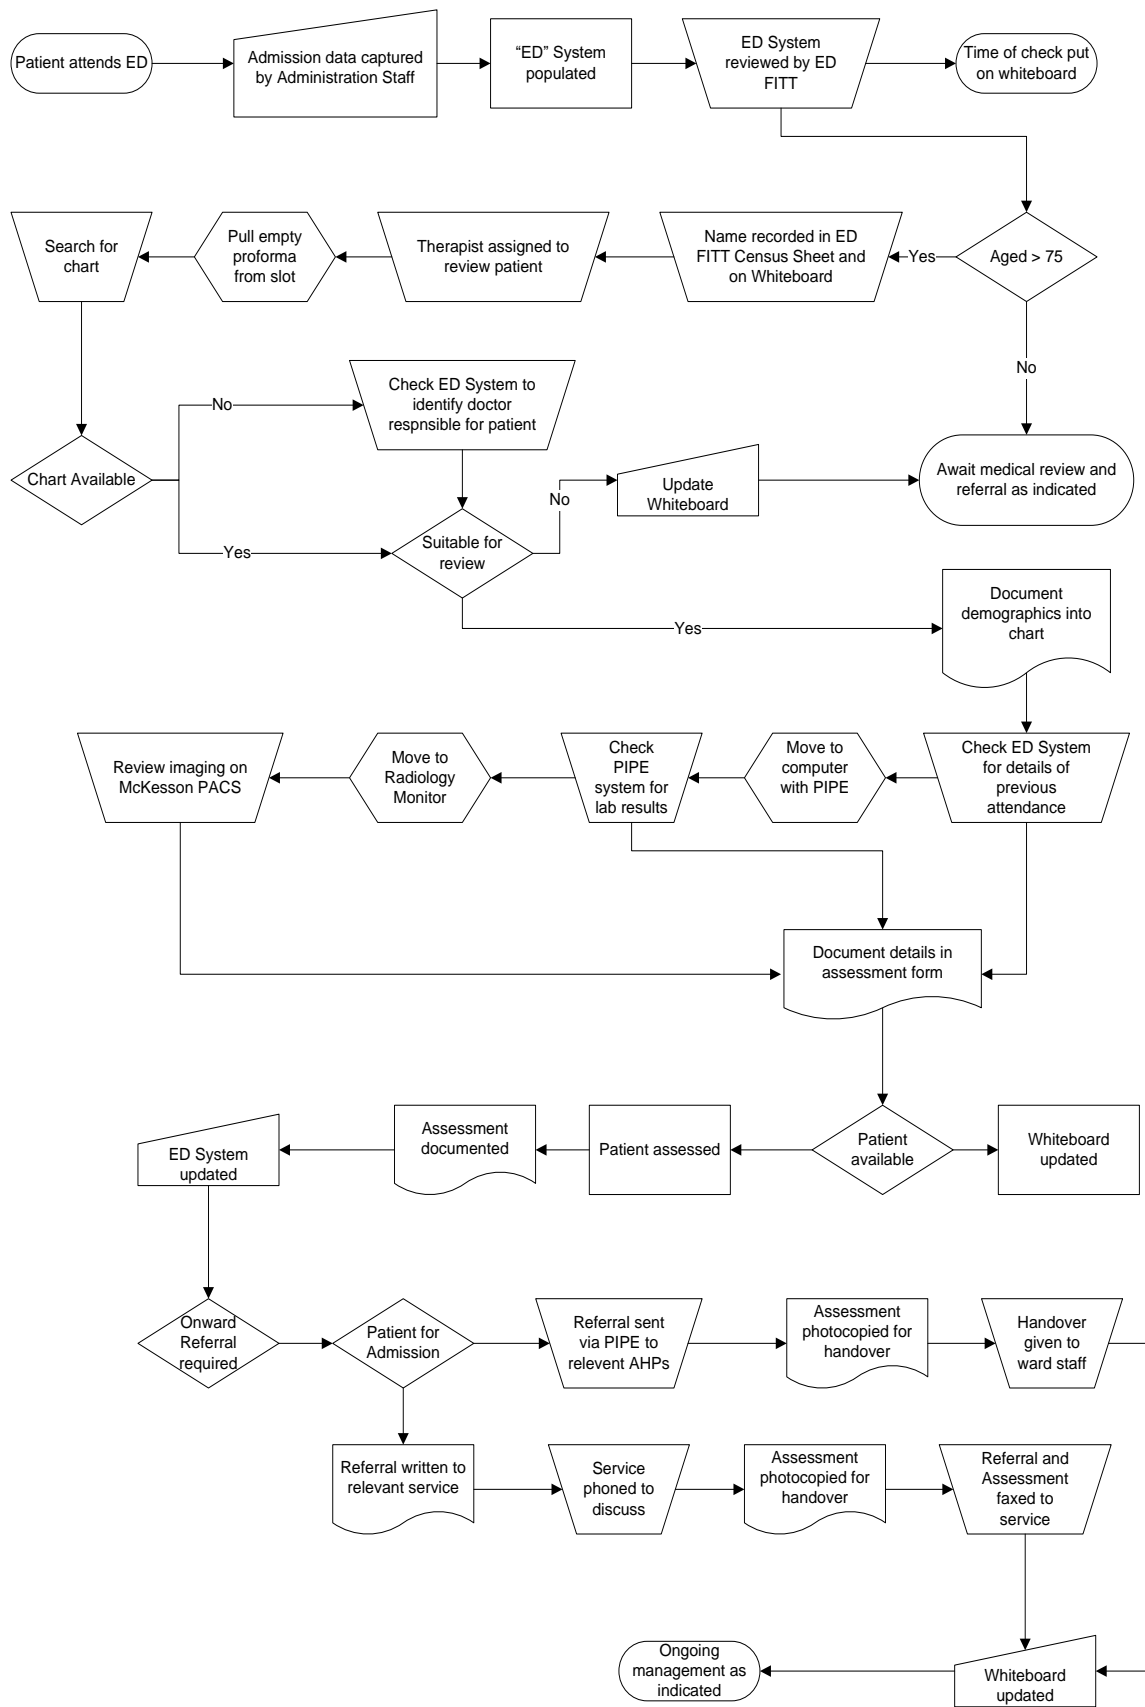 Patient attends ED
Admission data captured
by Administration Staff
“ED” System
populated
ED System
reviewed by ED
FITT
Time of check put
on whiteboard
Search for
chart
Pull empty
proforma
from slot
Therapist assigned to
review patient
Name recorded in ED
FITT Census Sheet and
on Whiteboard
Yes
Aged > 75
No
Check ED System to
identify doctor
respnsible for patient
No
Chart Available
Yes
Suitable for
review
No
Update
Whiteboard
Await medical review and
referral as indicated
Yes
Document
demographics into
chart
Review imaging on
McKesson PACS
Move to
Radiology
Monitor
Check
PIPE
system for
lab results
Move to
computer
with PIPE
Check ED System
for details of
previous
attendance
Document details in
assessment form
ED System
updated
Assessment
documented
Patient assessed
Patient
available
Whiteboard
updated
Onward
Referral
required
Patient for
Admission
Referral sent
via PIPE to
relevent AHPs
Assessment
photocopied for
handover
Handover
given to
ward staff
Referral written to
relevant service
Service
phoned to
discuss
Assessment
photocopied for
handover
Referral and
Assessment
faxed to
service
Ongoing
management as
indicated
Whiteboard
updated